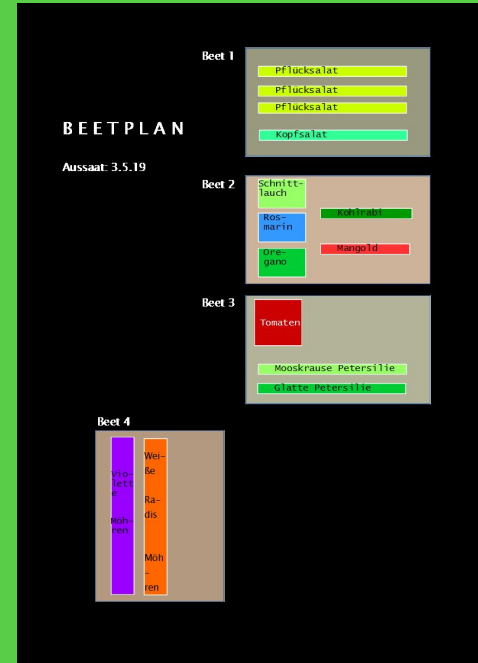 Beet 1
Pflücksalat
Pflücksalat
Pflücksalat
Kopfsalat
BEETPLAN
Aussaat: 3.5.19
Beet 2
Schnitt-
lauch
Ros-
marin
Ore-
gano
Kohlrabi
Mangold
Beet 3
Tomaten
Mooskrause Petersilie
Glatte Petersilie
Beet 4
Vio-
lett
e
Möh-
ren
Wei-
ße
Ra-
dis
Möh
-
ren